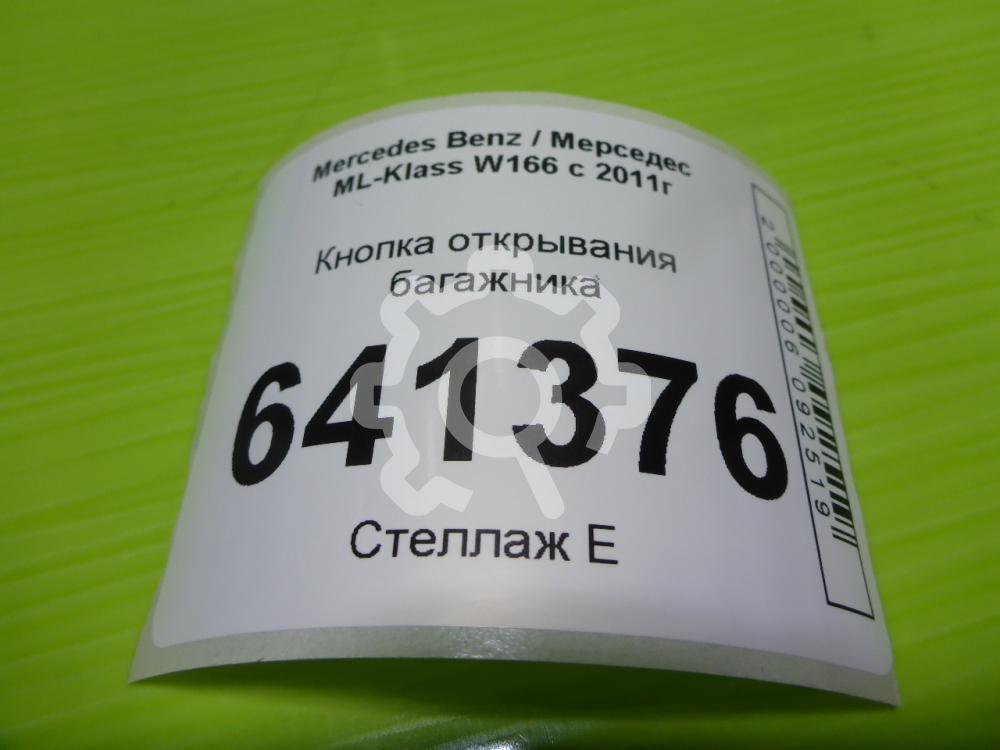 Mercedes Benz / Мерседес
ML-Klass W166 с 2011г
Кнопка открывания
багажника
641376
Стеллаж Е
2000006092519